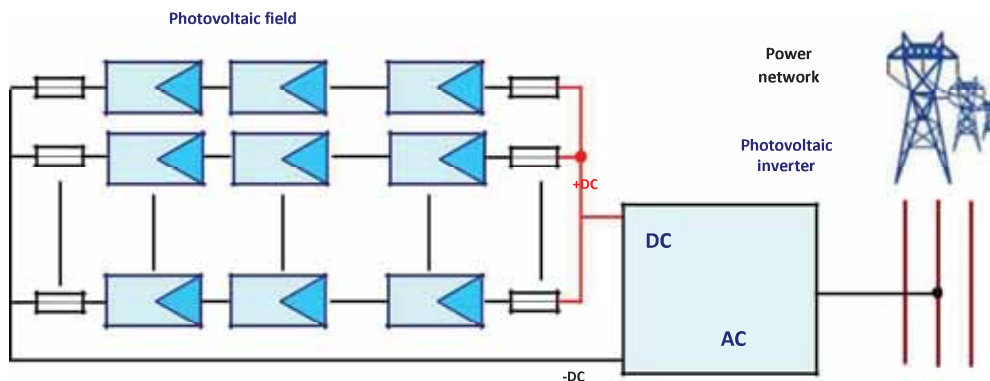 Photovoltaic field
Power
network
Photovoltaic
inverter
+DC
DC
AC
-DC